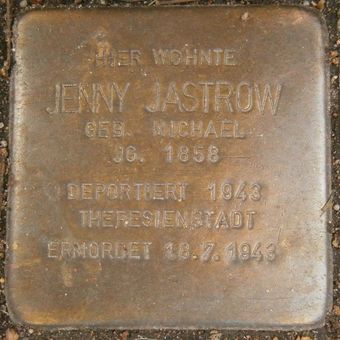 HIER WOHNTE
JENNY JASTROW
GEB. MICHAEL
JG. 1858
DEPORTIERT 1943
THERESIENSTADT
ERMORDET 18.7.1943